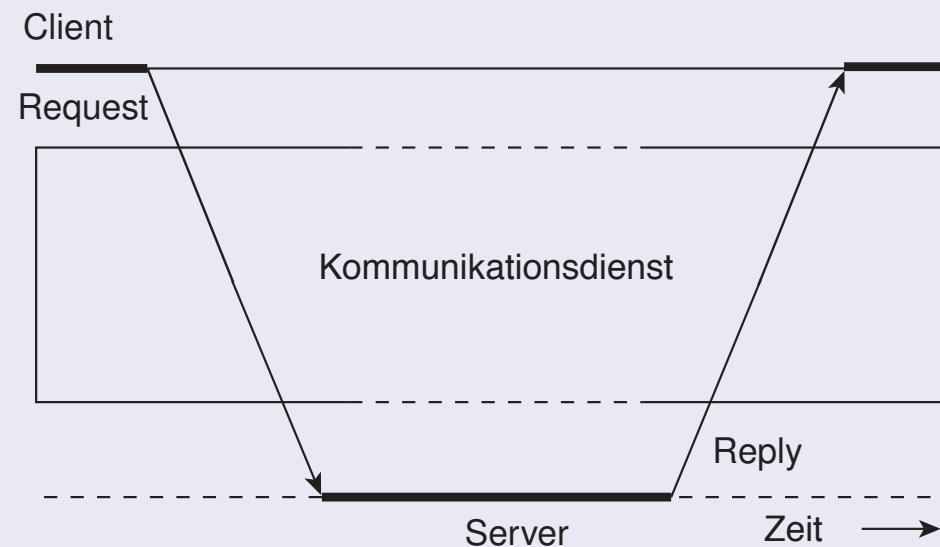 Client
Request
Kommunikationsdienst
Reply
Server
Zeit